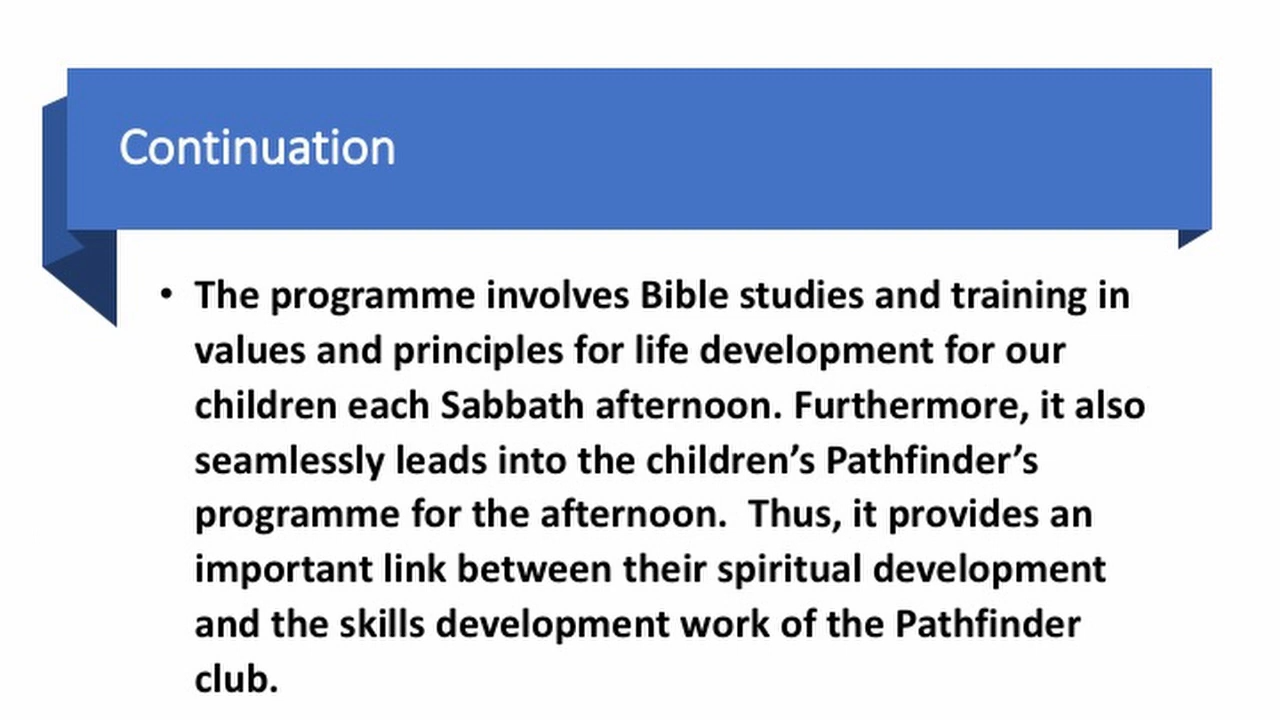 Continuation
• The programme involves Bible studies and training in
values and principles for life development for our
children each Sabbath afternoon. Furthermore, it also
seamlessly leads into the children’s Pathfinder’s
programme for the afternoon.  Thus, it provides an
important link between their spiritual development
and the skills development work of the Pathfinder
club.